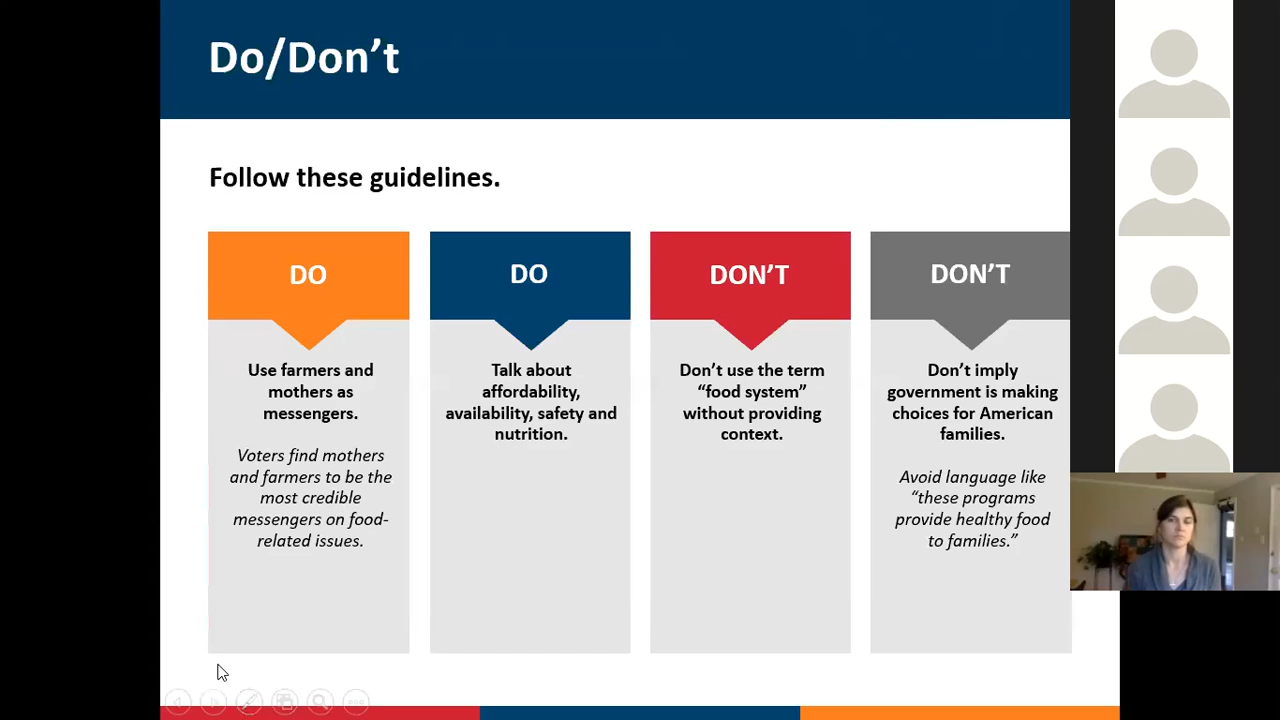 Do/Don’t
Follow these guidelines.
DO
Use farmers and
mothers as
messengers.
Voters find mothers
and farmers to be the
most credible
messengers on food-
related issues.
DO
Talk about
affordability,
availability, safety and
nutrition.
DON’T
Don’t use the term
“food system”
without providing
context.
DON’T
Don’t imply
government is making
choices for American
families.
Avoid language like
“these programs
provide healthy food
to families.”